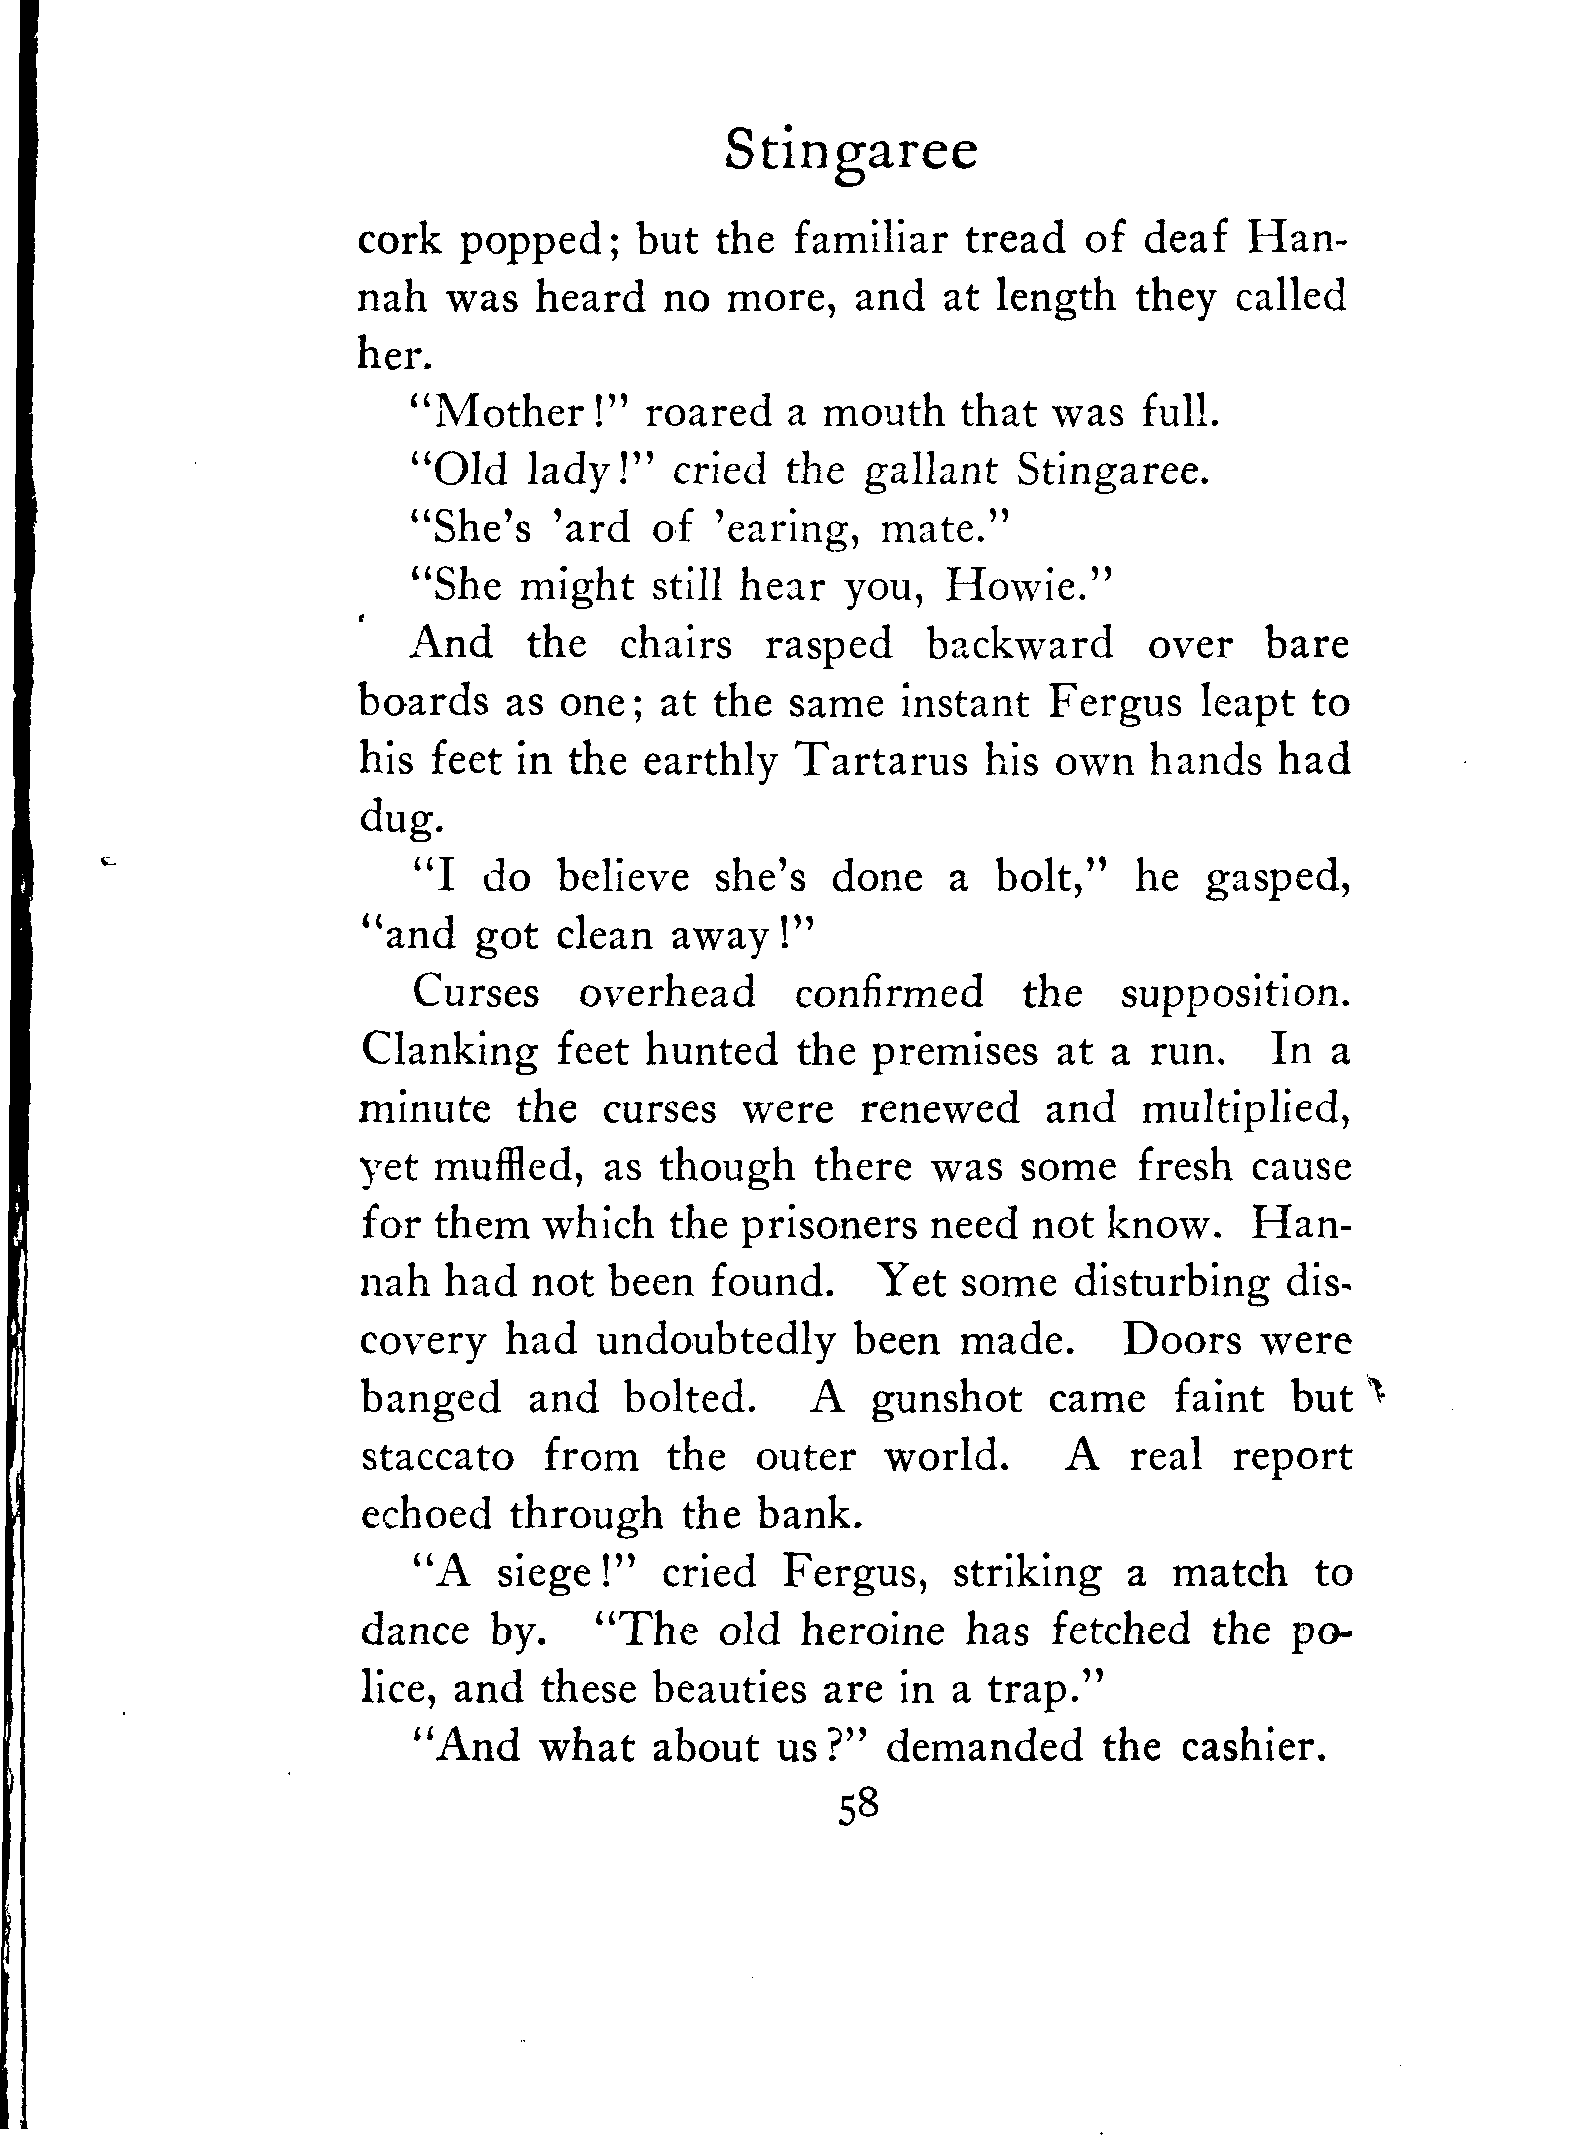 Stingaree
cork popped; but the familiar tread of deaf Han-
nah was heard no more, and at length they called
her.
“Mother!” roared a mouth that was full.
“Old lady!” cried the gallant Stingaree.
“She’s ’ard of ’earing, mate.”
“She might still hear you, Howie.”
And the chairs rasped backward over bare
boards as one; at the same instant Fergus leapt to
his feet in the earthly Tartarus his own hands had
dug.
“I do believe she’s done a bolt,” he gasped,
“and got clean away!”
Curses overhead confirmed the supposition.
Clanking feet hunted the premises at a run. In a
minute the curses were renewed and multiplied,
yet muffled, as though there was some fresh cause
for them which the prisoners need not know. Han-
nah had not been found. Yet some disturbing dis-
covery had undoubtedly been made. Doors were
banged and bolted. A gunshot came faint but
staccato from the outer world. A real report
echoed through the bank.
“A siege!” cried Fergus, striking a match to
dance by. “The old heroine has fetched the po-
lice, and these beauties are in a trap.”
“And what about us?” demanded the cashier.
58